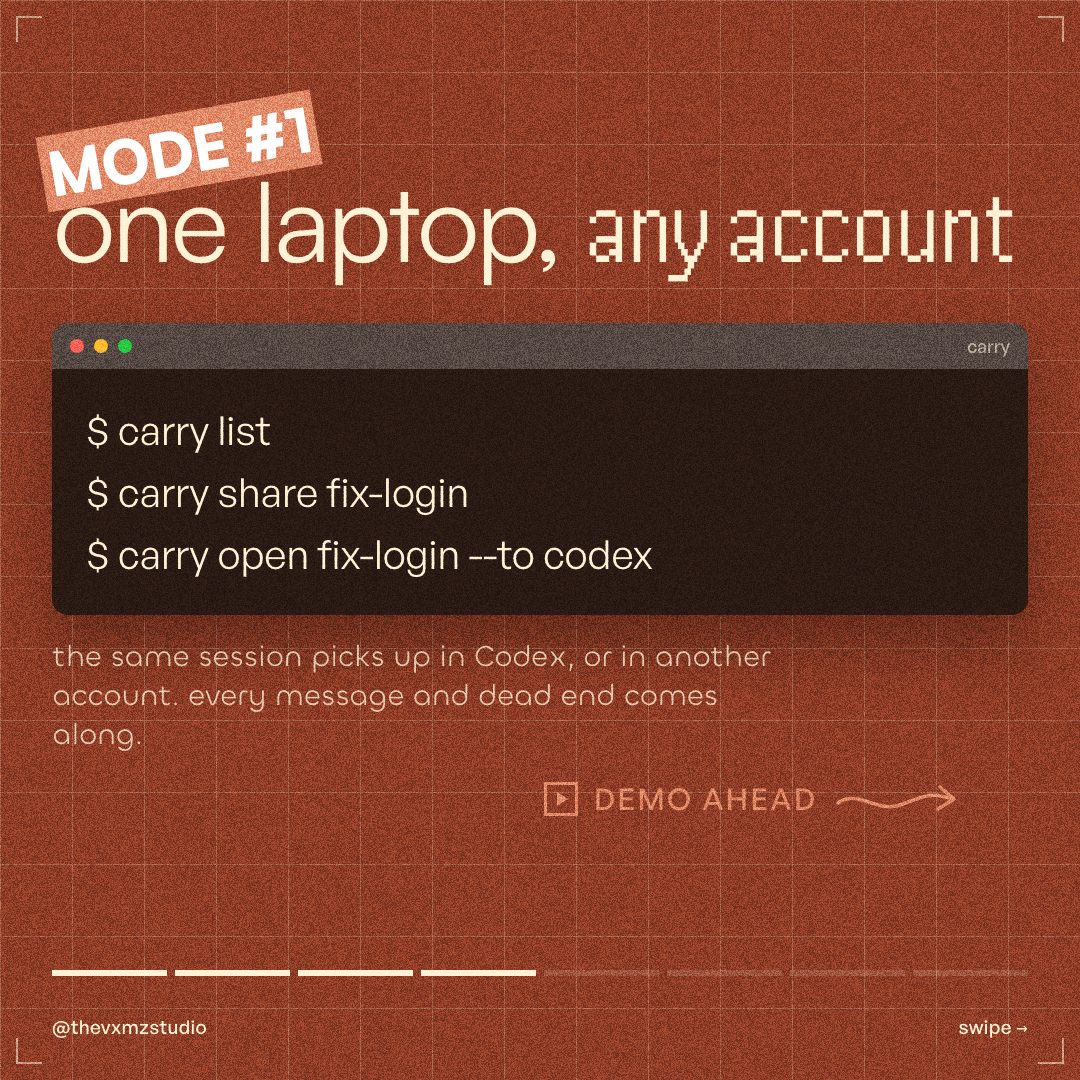 MODE #1
one laptop, any account
carry
$ carry list
$ carry share fix-login
$ carry open fix-login --to codex
the same session picks up in Codex, or in another
account. every message and dead end comes
along.
DEMO AHEAD
@thevxmzstudio
swipe →